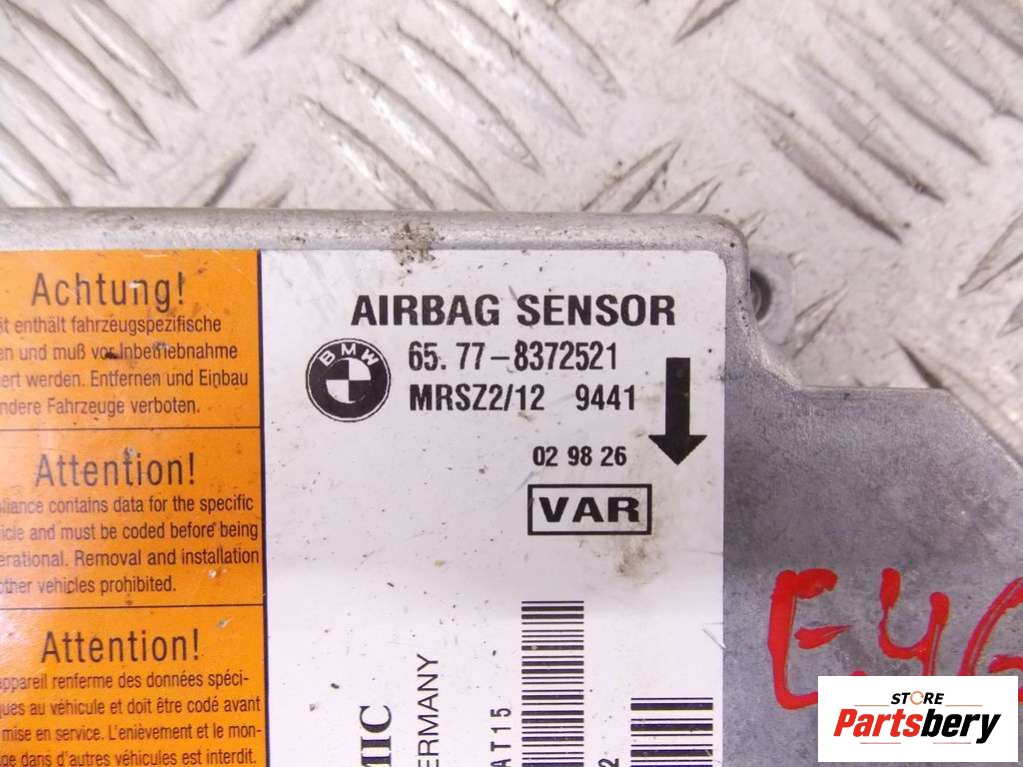 Achtung!
enthält fahrzeugspezifische
en und muß vor Inbetriebnahme
ert werden. Entfernen und Einbau
ndere Fahrzeuge verboten.
Attention!
liance contains data for the specific
icle and must be coded before being
erational. Removal and installation
other vehicles prohibited.
Attention!
appareil renferme des données spéci-
ques au véhicule et doit être codé avant
mise en service. L'enièvement et le mon-
age dans d'autres véhicules est interdit.
AIRBAG SENSOR
BMW
65.77-8372521
MRSZ2/12 9441
02 98 26
VAR
MIC
ERMANY
AT15
2
E46
STORE
Partsbery